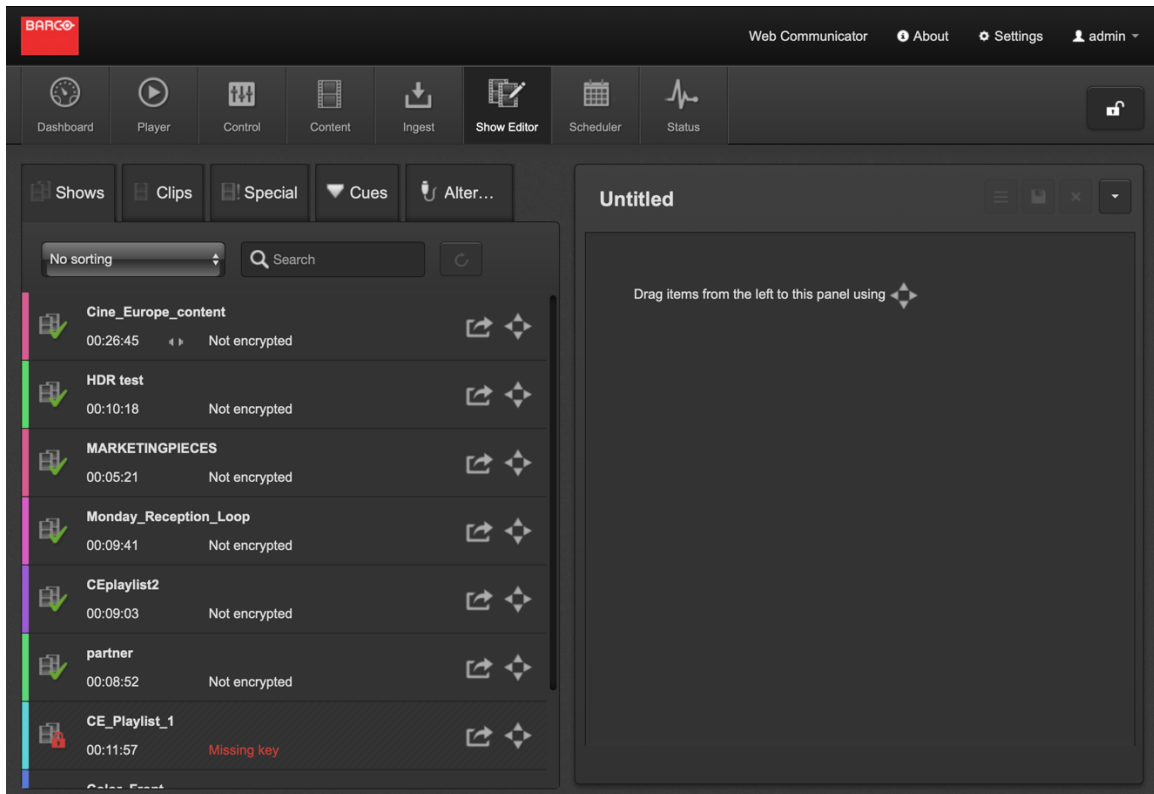 BARCO
Web Communicator About Settings admin
Dashboard Player Control Content Ingest Show Editor Scheduler Status
Shows Clips Special Cues Alter...
Untitled
No sorting Search
Drag items from the left to this panel using
Cine_Europe_content
00:26:45 Not encrypted
HDR test
00:10:18 Not encrypted
MARKETINGPIECES
00:05:21 Not encrypted
Monday_Reception_Loop
00:09:41 Not encrypted
CEplaylist2
00:09:03 Not encrypted
partner
00:08:52 Not encrypted
CE_Playlist_1
00:11:57 Missing key